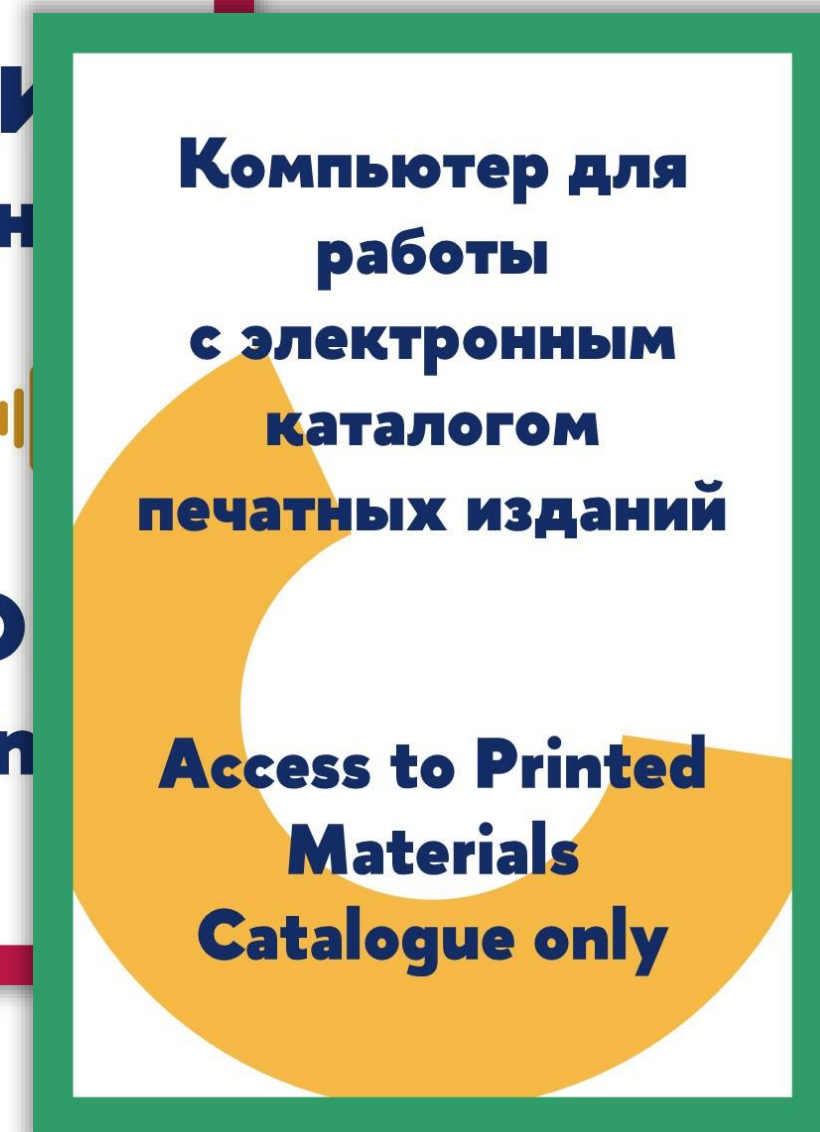 Компьютер для
работы
с электронным
каталогом
печатных изданий
Access to Printed
Materials
Catalogue only